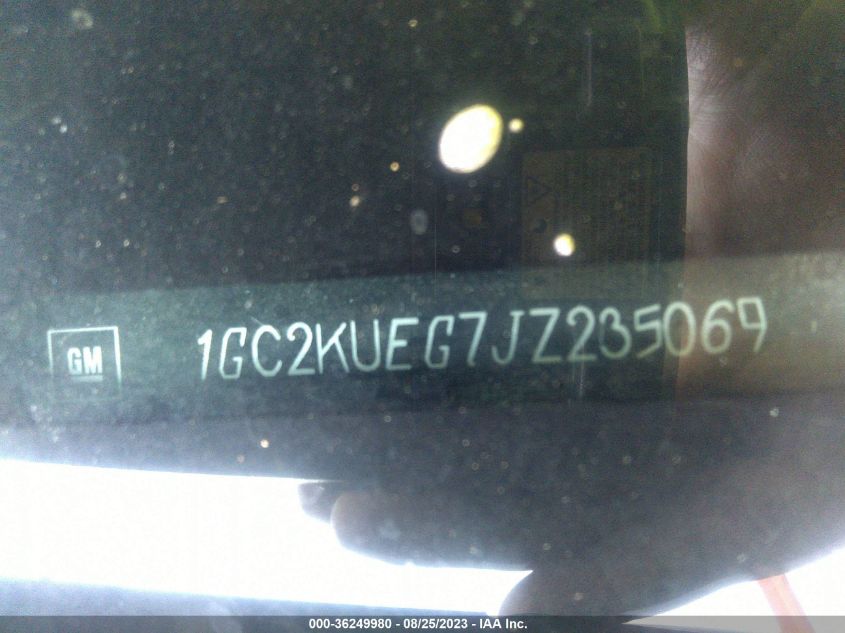 GM 1GC2KUEG7JZ235069
000-36249980 - 08/25/2023 - IAA Inc.